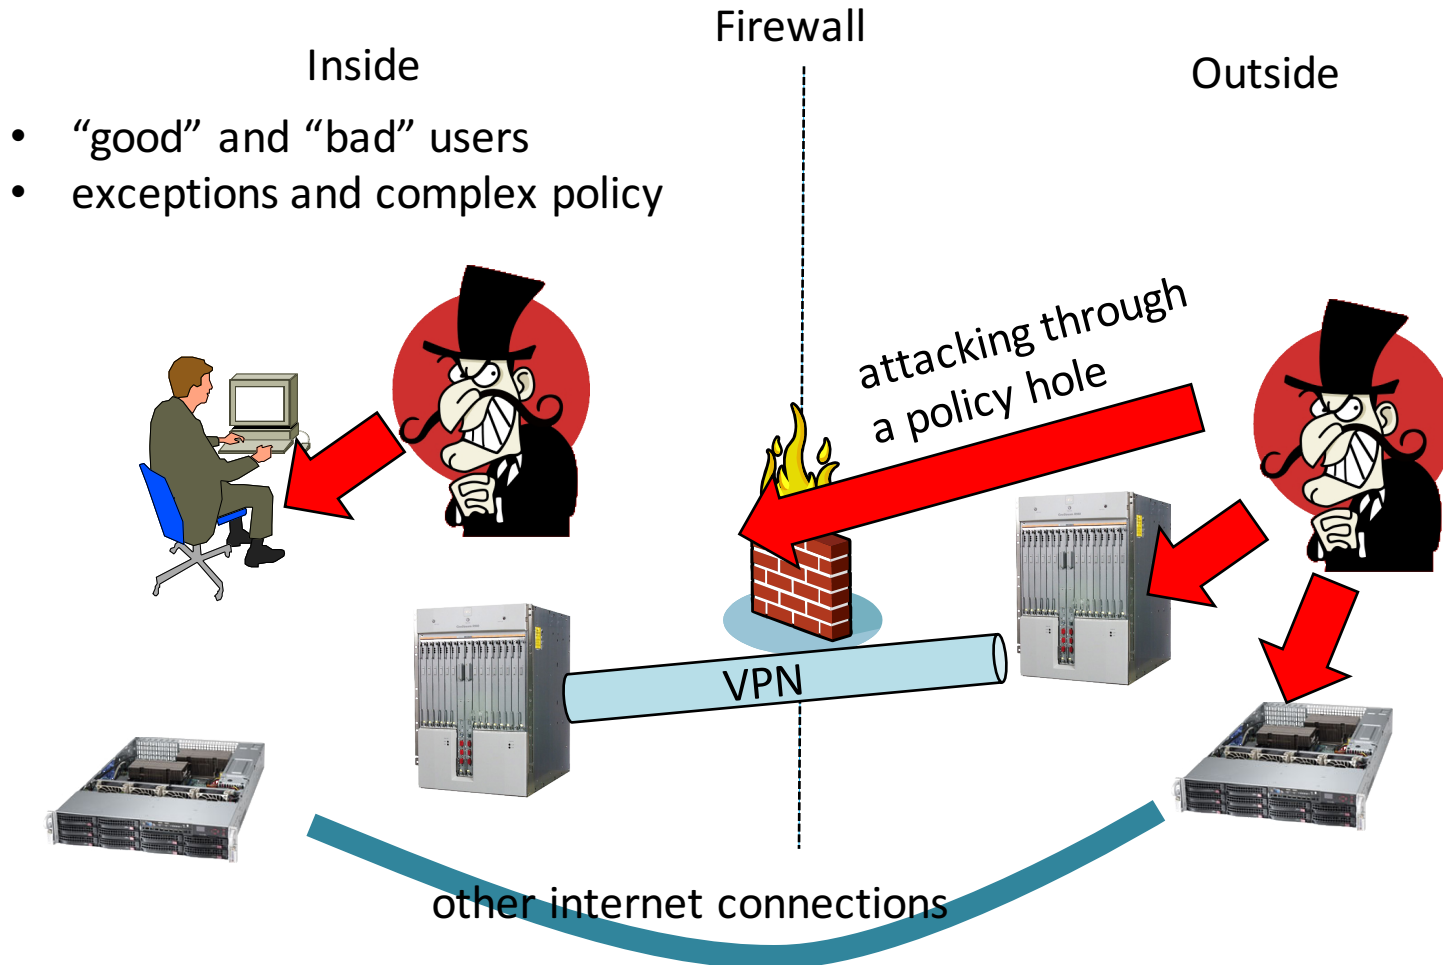 Firewall
Inside
Outside
• “good” and “bad” users
• exceptions and complex policy
attacking through
a policy hole
VPN
other internet connections